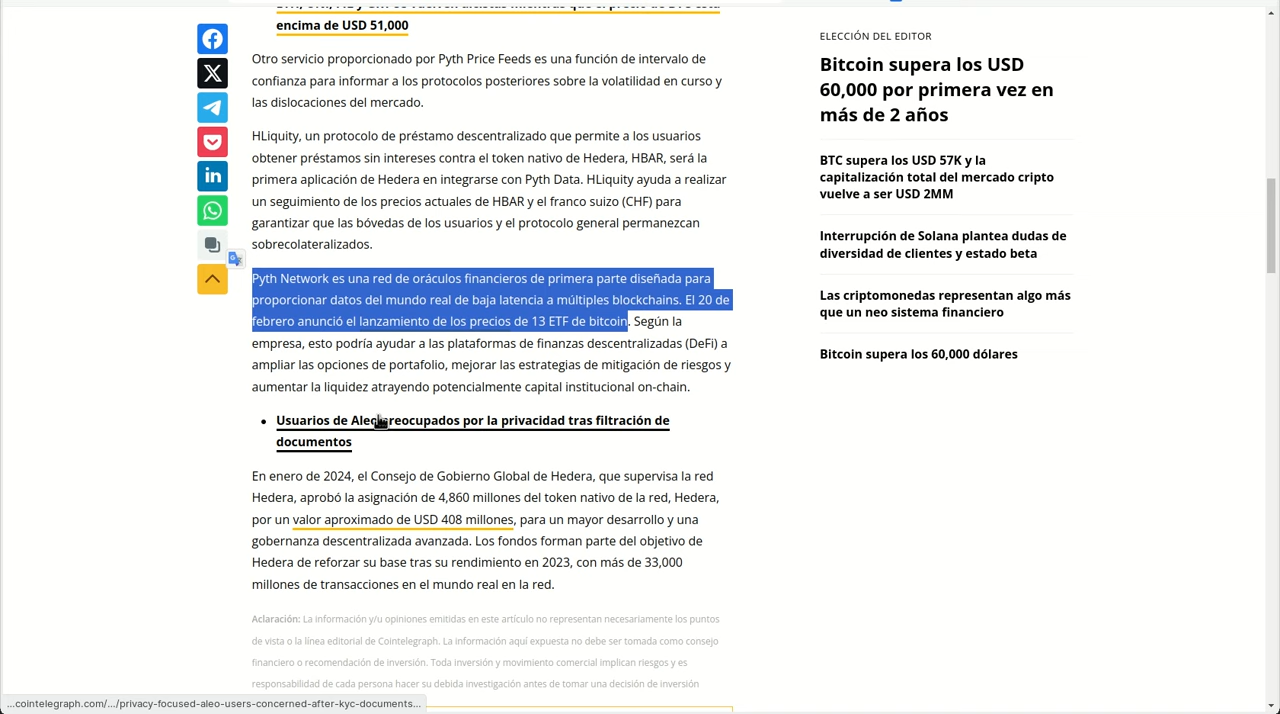 encima de USD 51,000
Otro servicio proporcionado por Pyth Price Feeds es una función de intervalo de
confianza para informar a los protocolos posteriores sobre la volatilidad en curso y
las dislocaciones del mercado.
HLiquity, un protocolo de préstamo descentralizado que permite a los usuarios
obtener préstamos sin intereses contra el token nativo de Hedera, HBAR, será la
primera aplicación de Hedera en integrarse con Pyth Data. HLiquity ayuda a realizar
un seguimiento de los precios actuales de HBAR y el franco suizo (CHF) para
garantizar que las bóvedas de los usuarios y el protocolo general permanezcan
sobrecolateralizados.
Pyth Network es una red de oráculos financieros de primera parte diseñada para
proporcionar datos del mundo real de baja latencia a múltiples blockchains. El 20 de
febrero anunció el lanzamiento de los precios de 13 ETF de bitcoin. Según la
empresa, esto podría ayudar a las plataformas de finanzas descentralizadas (DeFi) a
ampliar las opciones de portafolio, mejorar las estrategias de mitigación de riesgos y
aumentar la liquidez atrayendo potencialmente capital institucional on-chain.
• Usuarios de Aleo preocupados por la privacidad tras filtración de
documentos
En enero de 2024, el Consejo de Gobierno Global de Hedera, que supervisa la red
Hedera, aprobó la asignación de 4,860 millones del token nativo de la red, Hedera,
por un valor aproximado de USD 408 millones, para un mayor desarrollo y una
gobernanza descentralizada avanzada. Los fondos forman parte del objetivo de
Hedera de reforzar su base tras su rendimiento en 2023, con más de 33,000
millones de transacciones en el mundo real en la red.
Aclaración: La información y/u opiniones emitidas en este artículo no representan necesariamente los puntos
de vista o la línea editorial de Cointelegraph. La información aquí expuesta no debe ser tomada como consejo
financiero o recomendación de inversión. Toda inversión y movimiento comercial implican riesgos y es
responsabilidad de cada persona hacer su debida investigación antes de tomar una decisión de inversión
...cointelegraph.com/.../privacy-focused-aleo-users-concerned-after-kyc-documents...
ELECCIÓN DEL EDITOR
Bitcoin supera los USD
60,000 por primera vez en
más de 2 años
BTC supera los USD 57K y la
capitalización total del mercado cripto
vuelve a ser USD 2MM
Interrupción de Solana plantea dudas de
diversidad de clientes y estado beta
Las criptomonedas representan algo más
que un neo sistema financiero
Bitcoin supera los 60,000 dólares